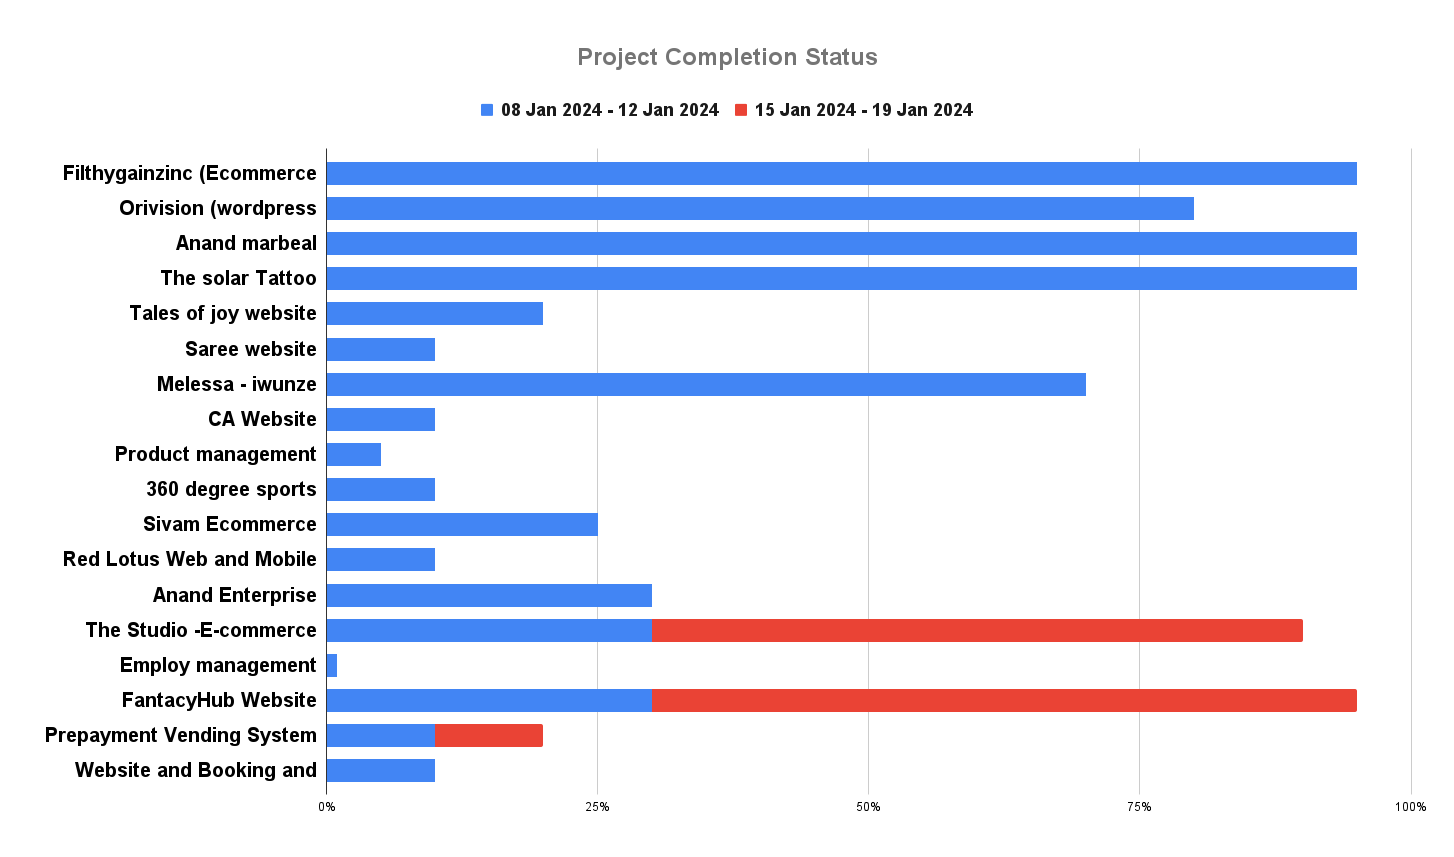 Project Completion Status
08 Jan 2024 - 12 Jan 2024 15 Jan 2024 - 19 Jan 2024
Filthygainzinc (Ecommerce
Orivision (wordpress
Anand marbeal
The solar Tattoo
Tales of joy website
Saree website
Melessa - iwunze
CA Website
Product management
360 degree sports
Sivam Ecommerce
Red Lotus Web and Mobile
Anand Enterprise
The Studio -E-commerce
Employ management
FantacyHub Website
Prepayment Vending System
Website and Booking and
0% 25% 50% 75% 100%